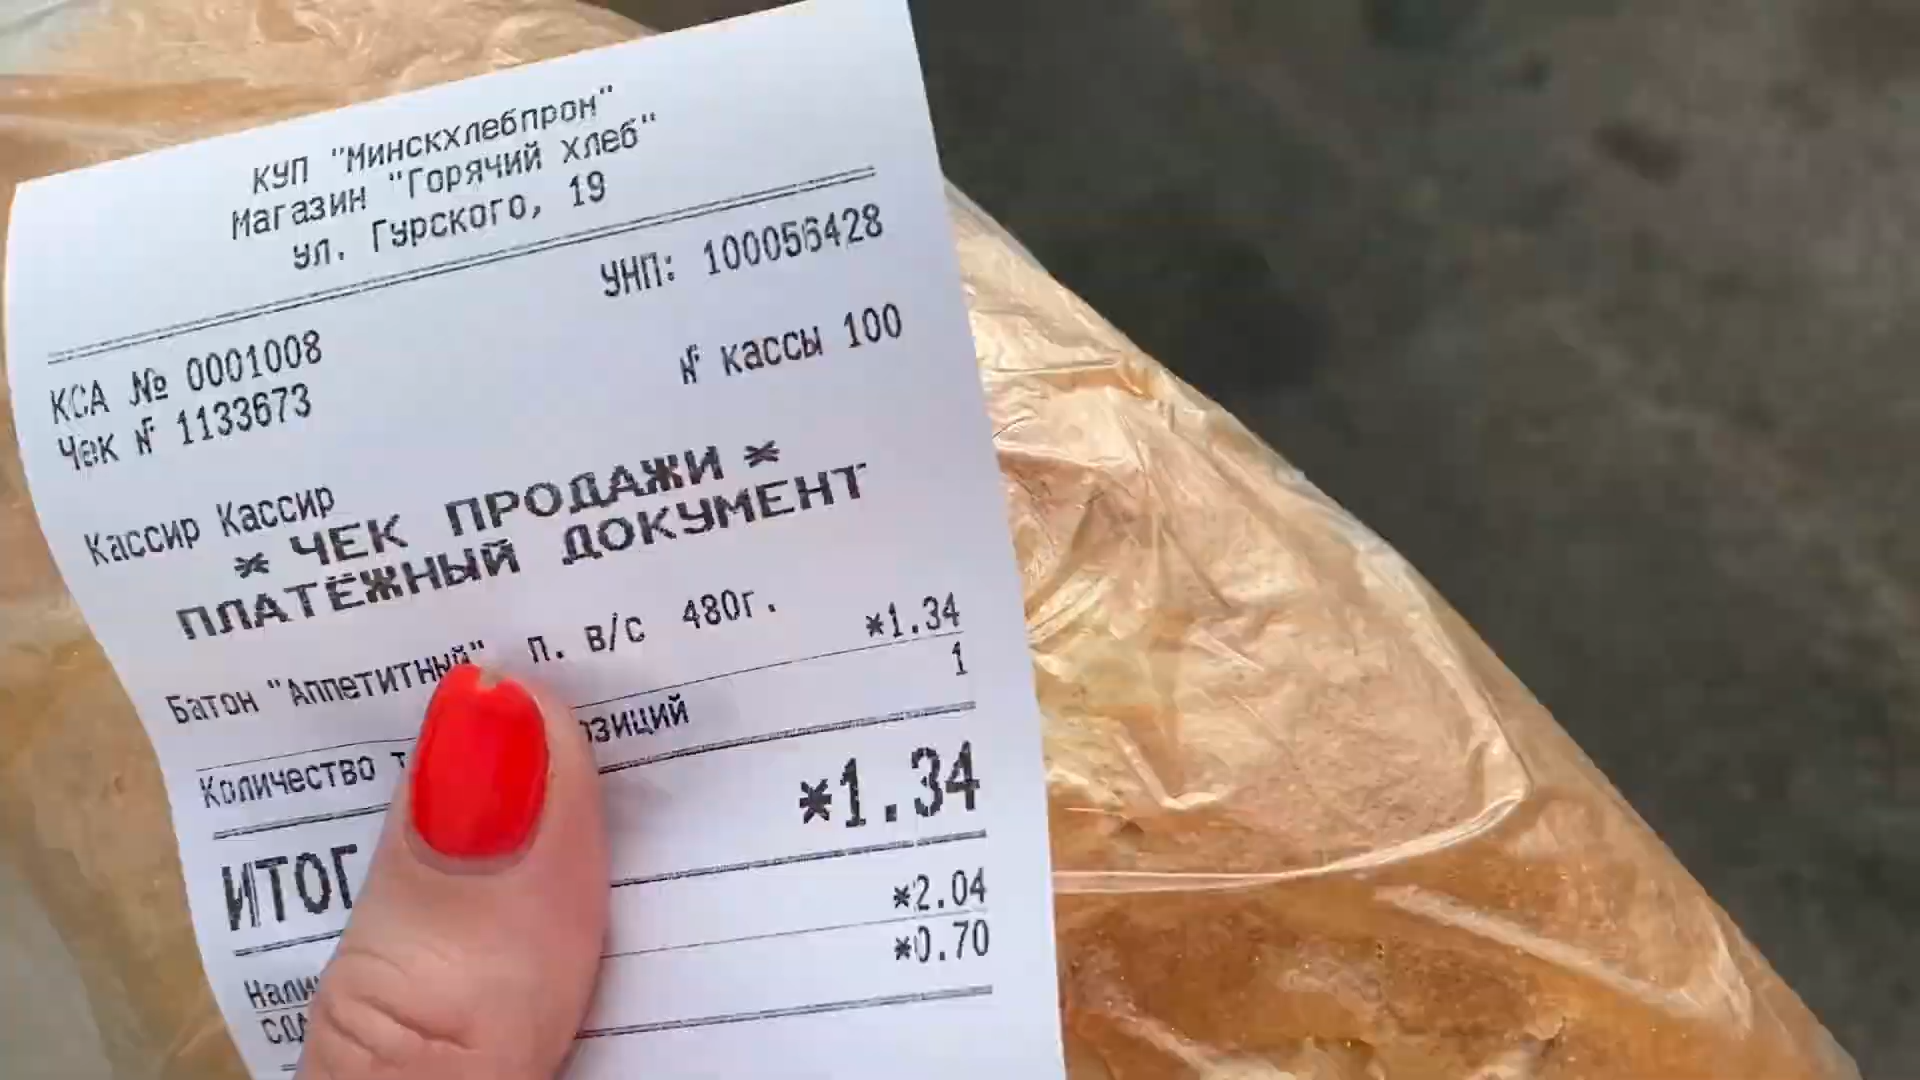 КУП "Минскхлебпрон"
Магазин "Горячий хлеб"
ул. Гурского, 19
УНП: 100056428
КСА № 0001008
№ кассы 100
Чек № 1133673
Кассир Кассир
* ЧЕК ПРОДАЖИ *
ПЛАТЁЖНЫЙ ДОКУМЕНТ
Батон "Аппетитный" п. в/с 480г.
*1.34
Количество 1
ИТОГ *1.34
*2.04
*0.70